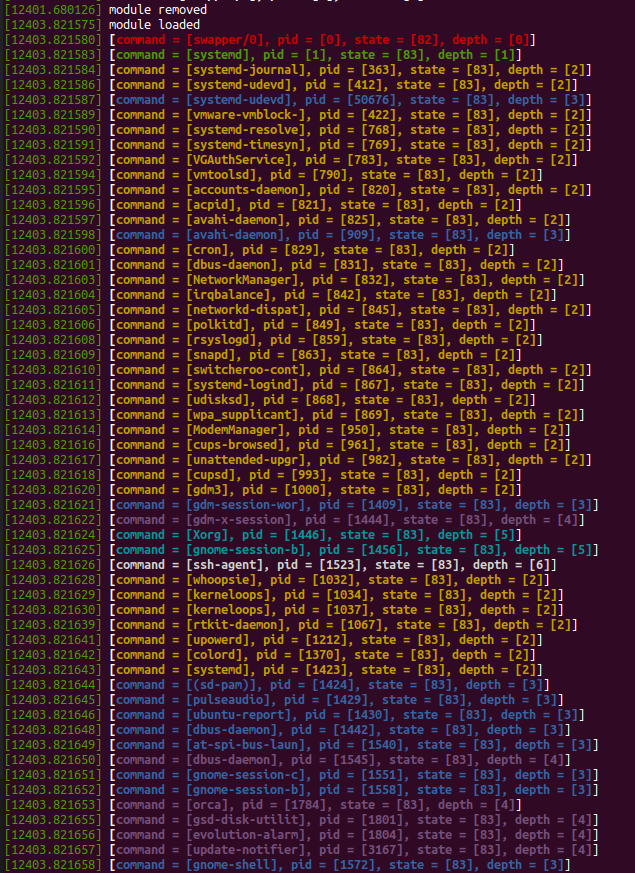 [12401.680126] module removed
[12403.821575] module loaded
[12403.821580] [command = [swapper/0], pid = [0], state = [82], depth = [0]]
[12403.821583] [command = [systemd], pid = [1], state = [83], depth = [1]]
[12403.821584] [command = [systemd-journal], pid = [363], state = [83], depth = [2]]
[12403.821586] [command = [systemd-udevd], pid = [412], state = [83], depth = [2]]
[12403.821587] [command = [systemd-udevd], pid = [50676], state = [83], depth = [3]]
[12403.821589] [command = [vmware-vmblock-], pid = [422], state = [83], depth = [2]]
[12403.821590] [command = [systemd-resolve], pid = [768], state = [83], depth = [2]]
[12403.821591] [command = [systemd-timesyn], pid = [769], state = [83], depth = [2]]
[12403.821592] [command = [VGAuthService], pid = [783], state = [83], depth = [2]]
[12403.821594] [command = [vmtoolsd], pid = [790], state = [83], depth = [2]]
[12403.821595] [command = [accounts-daemon], pid = [820], state = [83], depth = [2]]
[12403.821596] [command = [acpid], pid = [821], state = [83], depth = [2]]
[12403.821597] [command = [avahi-daemon], pid = [825], state = [83], depth = [2]]
[12403.821598] [command = [avahi-daemon], pid = [909], state = [83], depth = [3]]
[12403.821600] [command = [cron], pid = [829], state = [83], depth = [2]]
[12403.821601] [command = [dbus-daemon], pid = [831], state = [83], depth = [2]]
[12403.821603] [command = [NetworkManager], pid = [832], state = [83], depth = [2]]
[12403.821604] [command = [irqbalance], pid = [842], state = [83], depth = [2]]
[12403.821605] [command = [networkd-dispat], pid = [845], state = [83], depth = [2]]
[12403.821606] [command = [polkitd], pid = [849], state = [83], depth = [2]]
[12403.821608] [command = [rsyslogd], pid = [859], state = [83], depth = [2]]
[12403.821609] [command = [snapd], pid = [863], state = [83], depth = [2]]
[12403.821610] [command = [switcheroo-cont], pid = [864], state = [83], depth = [2]]
[12403.821611] [command = [systemd-logind], pid = [867], state = [83], depth = [2]]
[12403.821612] [command = [udisksd], pid = [868], state = [83], depth = [2]]
[12403.821613] [command = [wpa_supplicant], pid = [869], state = [83], depth = [2]]
[12403.821614] [command = [ModemManager], pid = [950], state = [83], depth = [2]]
[12403.821616] [command = [cups-browsed], pid = [961], state = [83], depth = [2]]
[12403.821617] [command = [unattended-upgr], pid = [982], state = [83], depth = [2]]
[12403.821618] [command = [cupsd], pid = [993], state = [83], depth = [2]]
[12403.821620] [command = [gdm3], pid = [1000], state = [83], depth = [2]]
[12403.821621] [command = [gdm-session-wor], pid = [1409], state = [83], depth = [3]]
[12403.821622] [command = [gdm-x-session], pid = [1444], state = [83], depth = [4]]
[12403.821624] [command = [Xorg], pid = [1446], state = [83], depth = [5]]
[12403.821625] [command = [gnome-session-b], pid = [1456], state = [83], depth = [5]]
[12403.821626] [command = [ssh-agent], pid = [1523], state = [83], depth = [6]]
[12403.821628] [command = [whoopsie], pid = [1032], state = [83], depth = [2]]
[12403.821629] [command = [kerneloops], pid = [1034], state = [83], depth = [2]]
[12403.821630] [command = [kerneloops], pid = [1037], state = [83], depth = [2]]
[12403.821639] [command = [rtkit-daemon], pid = [1067], state = [83], depth = [2]]
[12403.821641] [command = [upowerd], pid = [1212], state = [83], depth = [2]]
[12403.821642] [command = [colord], pid = [1370], state = [83], depth = [2]]
[12403.821643] [command = [systemd], pid = [1423], state = [83], depth = [2]]
[12403.821644] [command = [(sd-pam)], pid = [1424], state = [83], depth = [3]]
[12403.821645] [command = [pulseaudio], pid = [1429], state = [83], depth = [3]]
[12403.821646] [command = [ubuntu-report], pid = [1430], state = [83], depth = [3]]
[12403.821648] [command = [dbus-daemon], pid = [1442], state = [83], depth = [3]]
[12403.821649] [command = [at-spi-bus-laun], pid = [1540], state = [83], depth = [3]]
[12403.821650] [command = [dbus-daemon], pid = [1545], state = [83], depth = [4]]
[12403.821651] [command = [gnome-session-c], pid = [1551], state = [83], depth = [3]]
[12403.821652] [command = [gnome-session-b], pid = [1558], state = [83], depth = [3]]
[12403.821653] [command = [orca], pid = [1784], state = [83], depth = [4]]
[12403.821655] [command = [gsd-disk-utilit], pid = [1801], state = [83], depth = [4]]
[12403.821656] [command = [evolution-alarm], pid = [1804], state = [83], depth = [4]]
[12403.821657] [command = [update-notifier], pid = [3167], state = [83], depth = [4]]
[12403.821658] [command = [gnome-shell], pid = [1572], state = [83], depth = [3]]